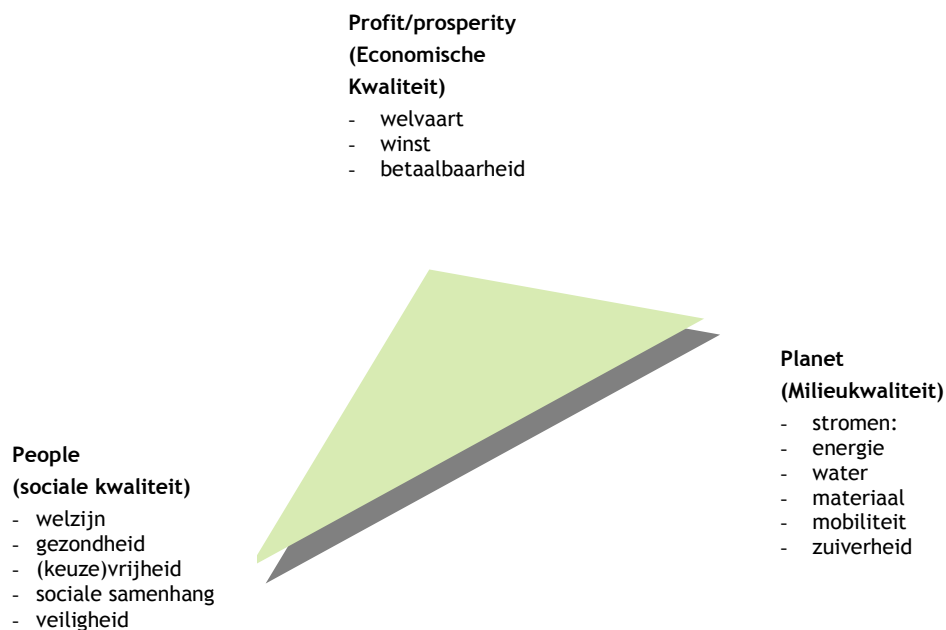 Profit/prosperity
(Economische
Kwaliteit)
- welvaart
- winst
- betaalbaarheid
Planet
(Milieukwaliteit)
- stromen:
- energie
- water
- materiaal
- mobiliteit
- zuiverheid
People
(sociale kwaliteit)
- welzijn
- gezondheid
- (keuze)vrijheid
- sociale samenhang
- veiligheid